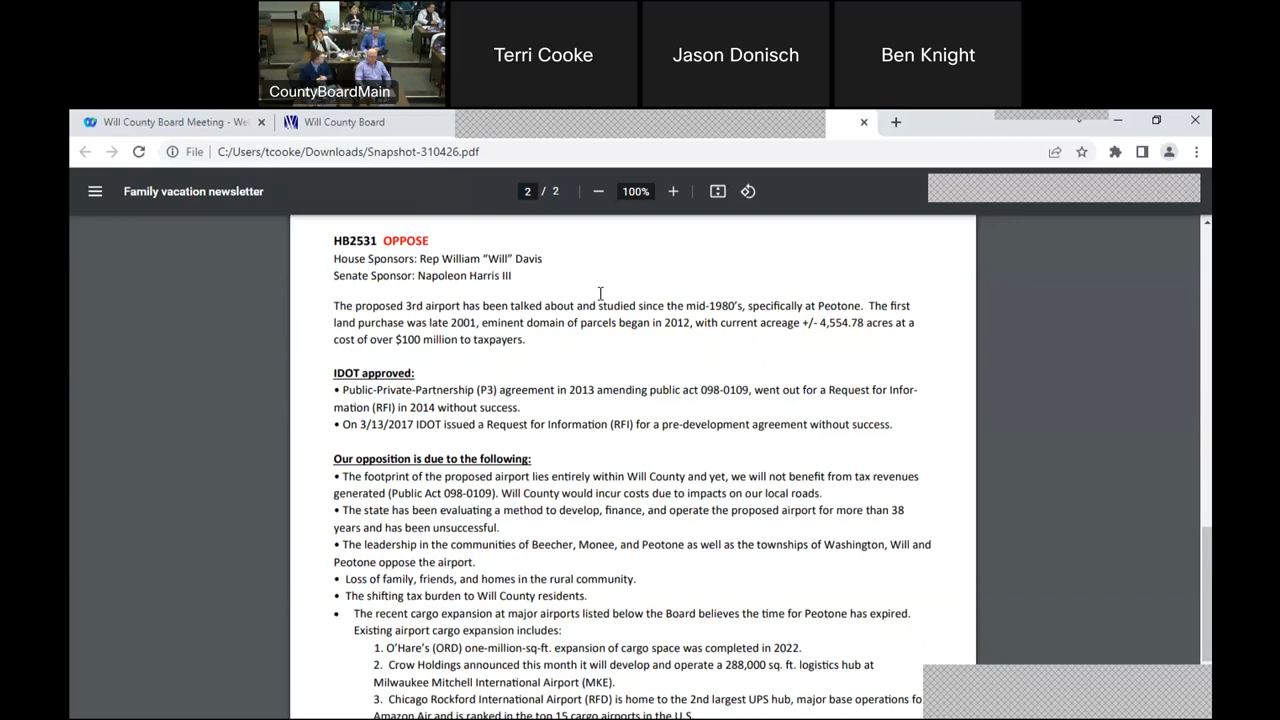 CountyBoardMain
Terri Cooke
Jason Donisch
Ben Knight
Will County Board Meeting - We
Will County Board
File C:/Users/tcooke/Downloads/Snapshot-310426.pdf
Family vacation newsletter
2 / 2
100%
HB2531 OPPOSE
House Sponsors: Rep William “Will” Davis
Senate Sponsor: Napoleon Harris III
The proposed 3rd airport has been talked about and studied since the mid-1980’s, specifically at Peotone. The first
land purchase was late 2001, eminent domain of parcels began in 2012, with current acreage +/- 4,554.78 acres at a
cost of over $100 million to taxpayers.
IDOT approved:
• Public-Private-Partnership (P3) agreement in 2013 amending public act 098-0109, went out for a Request for Infor-
mation (RFI) in 2014 without success.
• On 3/13/2017 IDOT issued a Request for Information (RFI) for a pre-development agreement without success.
Our opposition is due to the following:
• The footprint of the proposed airport lies entirely within Will County and yet, we will not benefit from tax revenues
generated (Public Act 098-0109). Will County would incur costs due to impacts on our local roads.
• The state has been evaluating a method to develop, finance, and operate the proposed airport for more than 38
years and has been unsuccessful.
• The leadership in the communities of Beecher, Monee, and Peotone as well as the townships of Washington, Will and
Peotone oppose the airport.
• Loss of family, friends, and homes in the rural community.
• The shifting tax burden to Will County residents.
• The recent cargo expansion at major airports listed below the Board believes the time for Peotone has expired.
Existing airport cargo expansion includes:
1. O’Hare’s (ORD) one-million-sq-ft. expansion of cargo space was completed in 2022.
2. Crow Holdings announced this month it will develop and operate a 288,000 sq. ft. logistics hub at
Milwaukee Mitchell International Airport (MKE).
3. Chicago Rockford International Airport (RFD) is home to the 2nd largest UPS hub, major base operations fo
Amazon Air and is ranked in the top 15 cargo airports in the U.S.